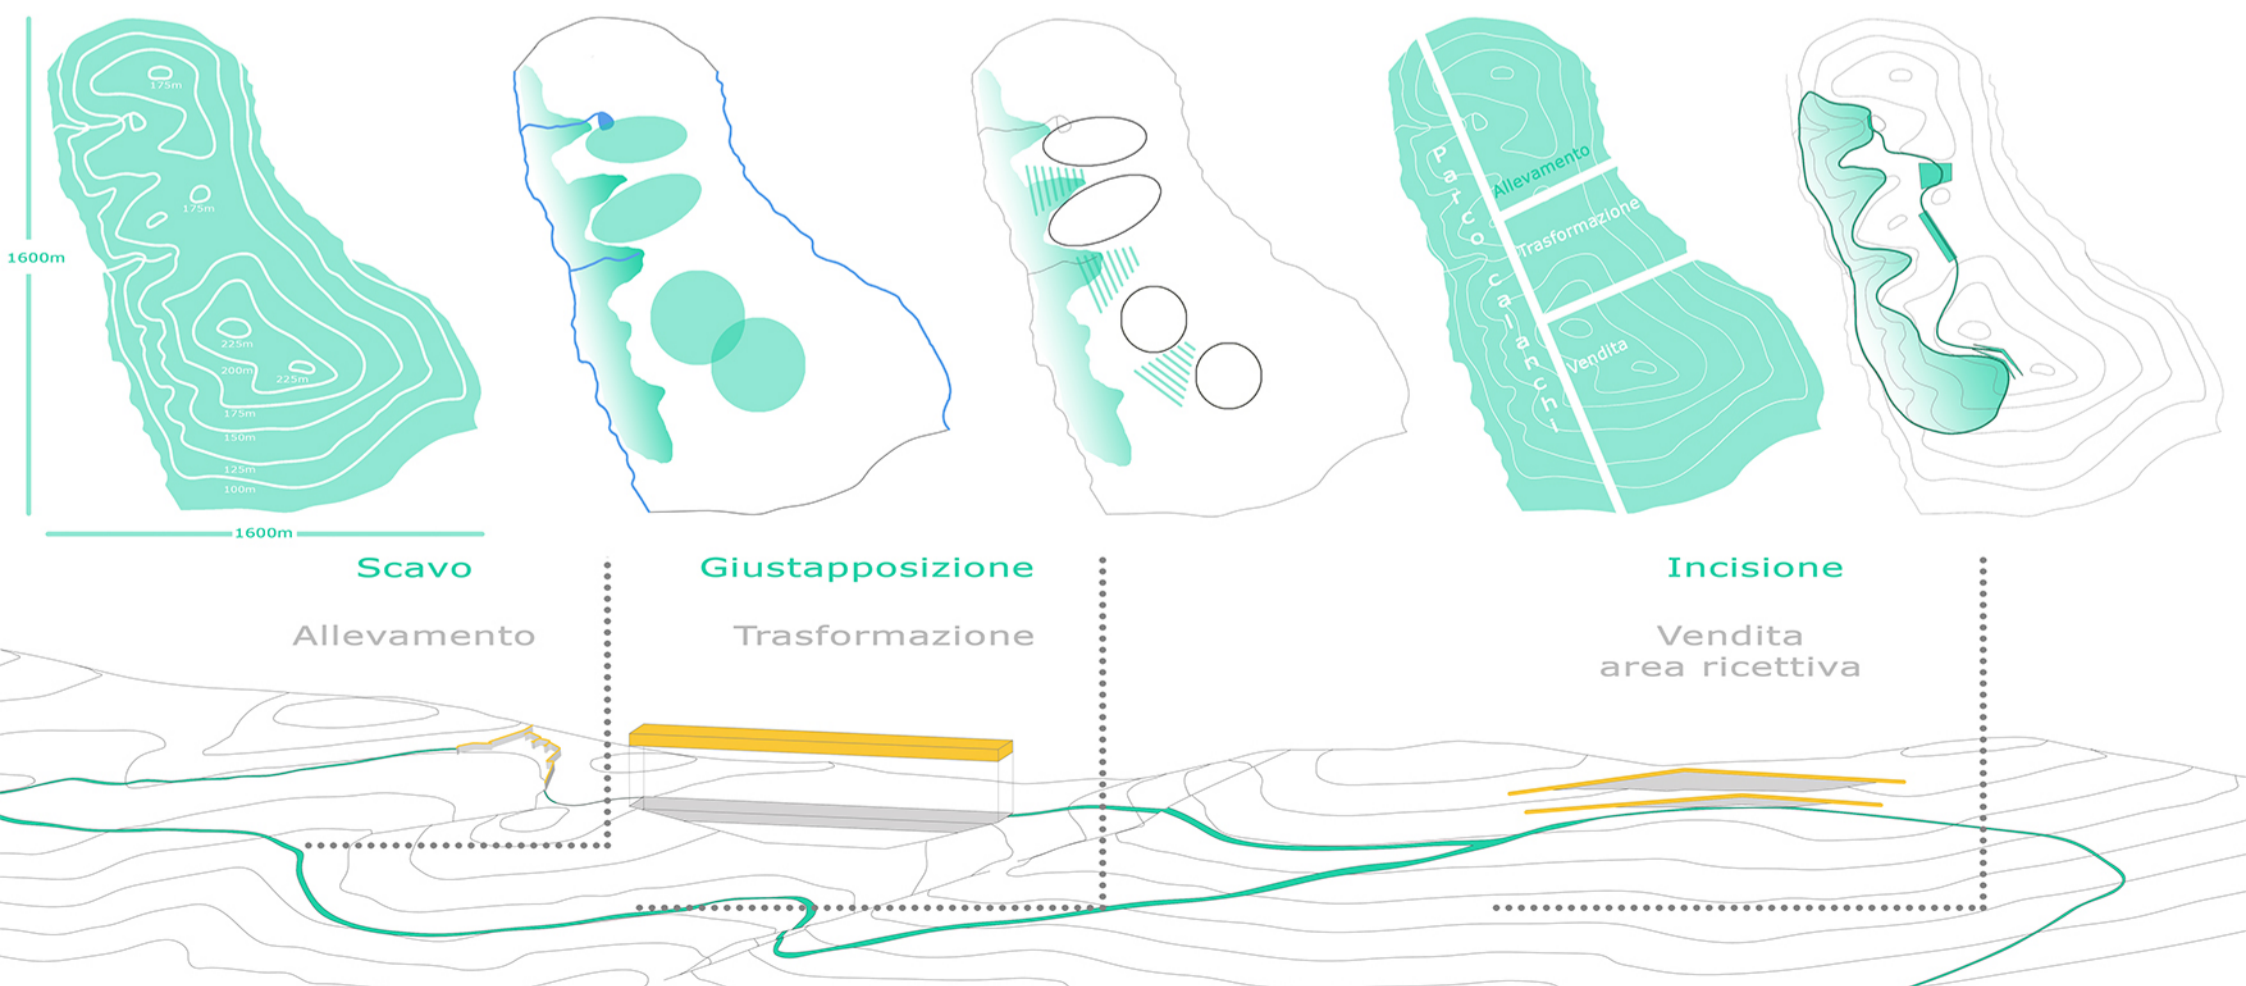 175m
175m
1600m
225m
200m
225m
175m
150m
125m
100m
1600m
Parco calanchi
Allevamento
Trasformazione
Vendita
Scavo
Giustapposizione
Incisione
Allevamento
Trasformazione
Vendita
area ricettiva